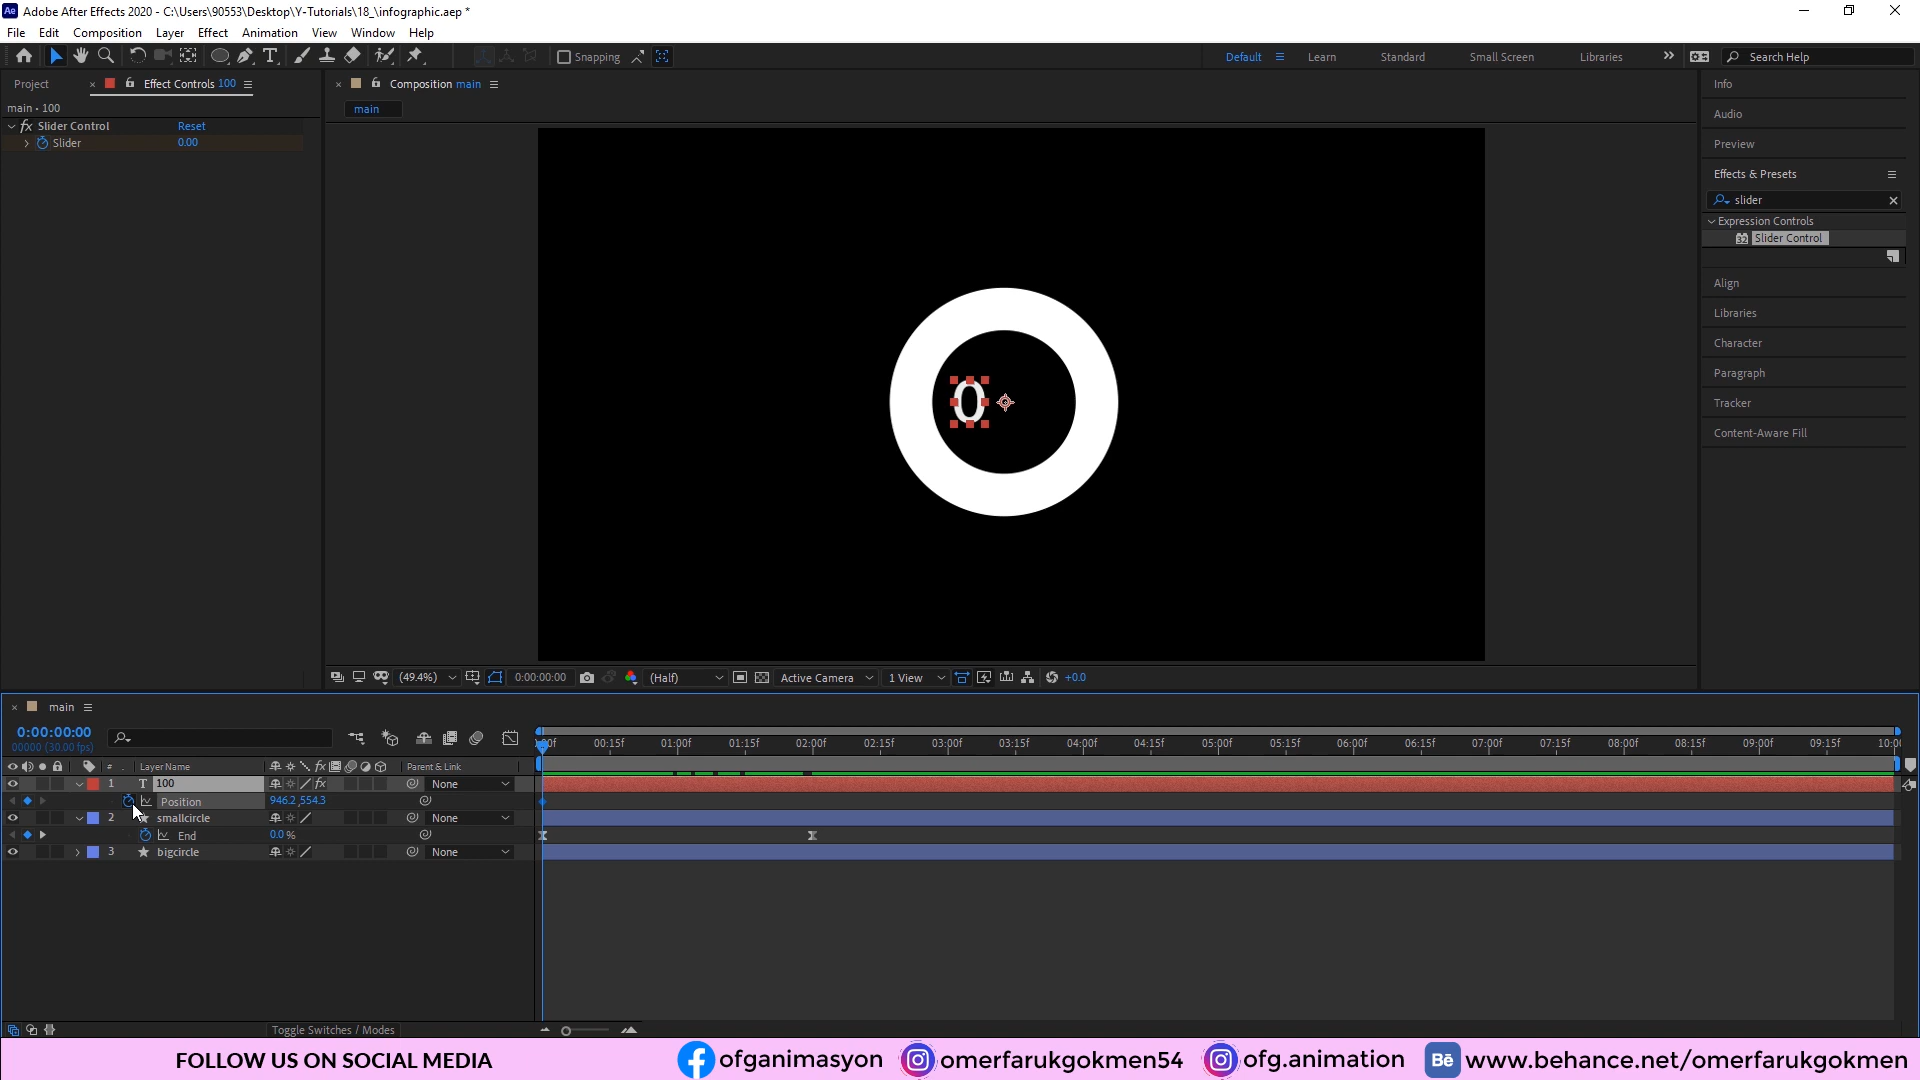 Ae Adobe After Effects 2020 - C:\Users\90553\Desktop\Y-Tutorials\18_\infographic.aep *
File Edit Composition Layer Effect Animation View Window Help
Snapping Default Learn Standard Small Screen Libraries Search Help
Project Effect Controls 100
main • 100
fx Slider Control Reset
Slider 0.00
Composition main
main
0
(49.4%) 0:00:00:00 (Half) Active Camera 1 View +0.0
Info
Audio
Preview
Effects & Presets
slider
Expression Controls
32 Slider Control
Align
Libraries
Character
Paragraph
Tracker
Content-Aware Fill
main
0:00:00:00
00000 (30.00 fps)
00:15f 01:00f 01:15f 02:00f 02:15f 03:00f 03:15f 04:00f 04:15f 05:00f 05:15f 06:00f 06:15f 07:00f 07:15f 08:00f 08:15f 09:00f 09:15f
# Layer Name fx Parent & Link
1 T 100 fx None
Position 946.2,554.3
2 smallcircle None
End 0.0 %
3 bigcircle None
Toggle Switches / Modes
FOLLOW US ON SOCIAL MEDIA ofganimasyon omerfarukgokmen54 ofg.animation Bē www.behance.net/omerfarukgokmen